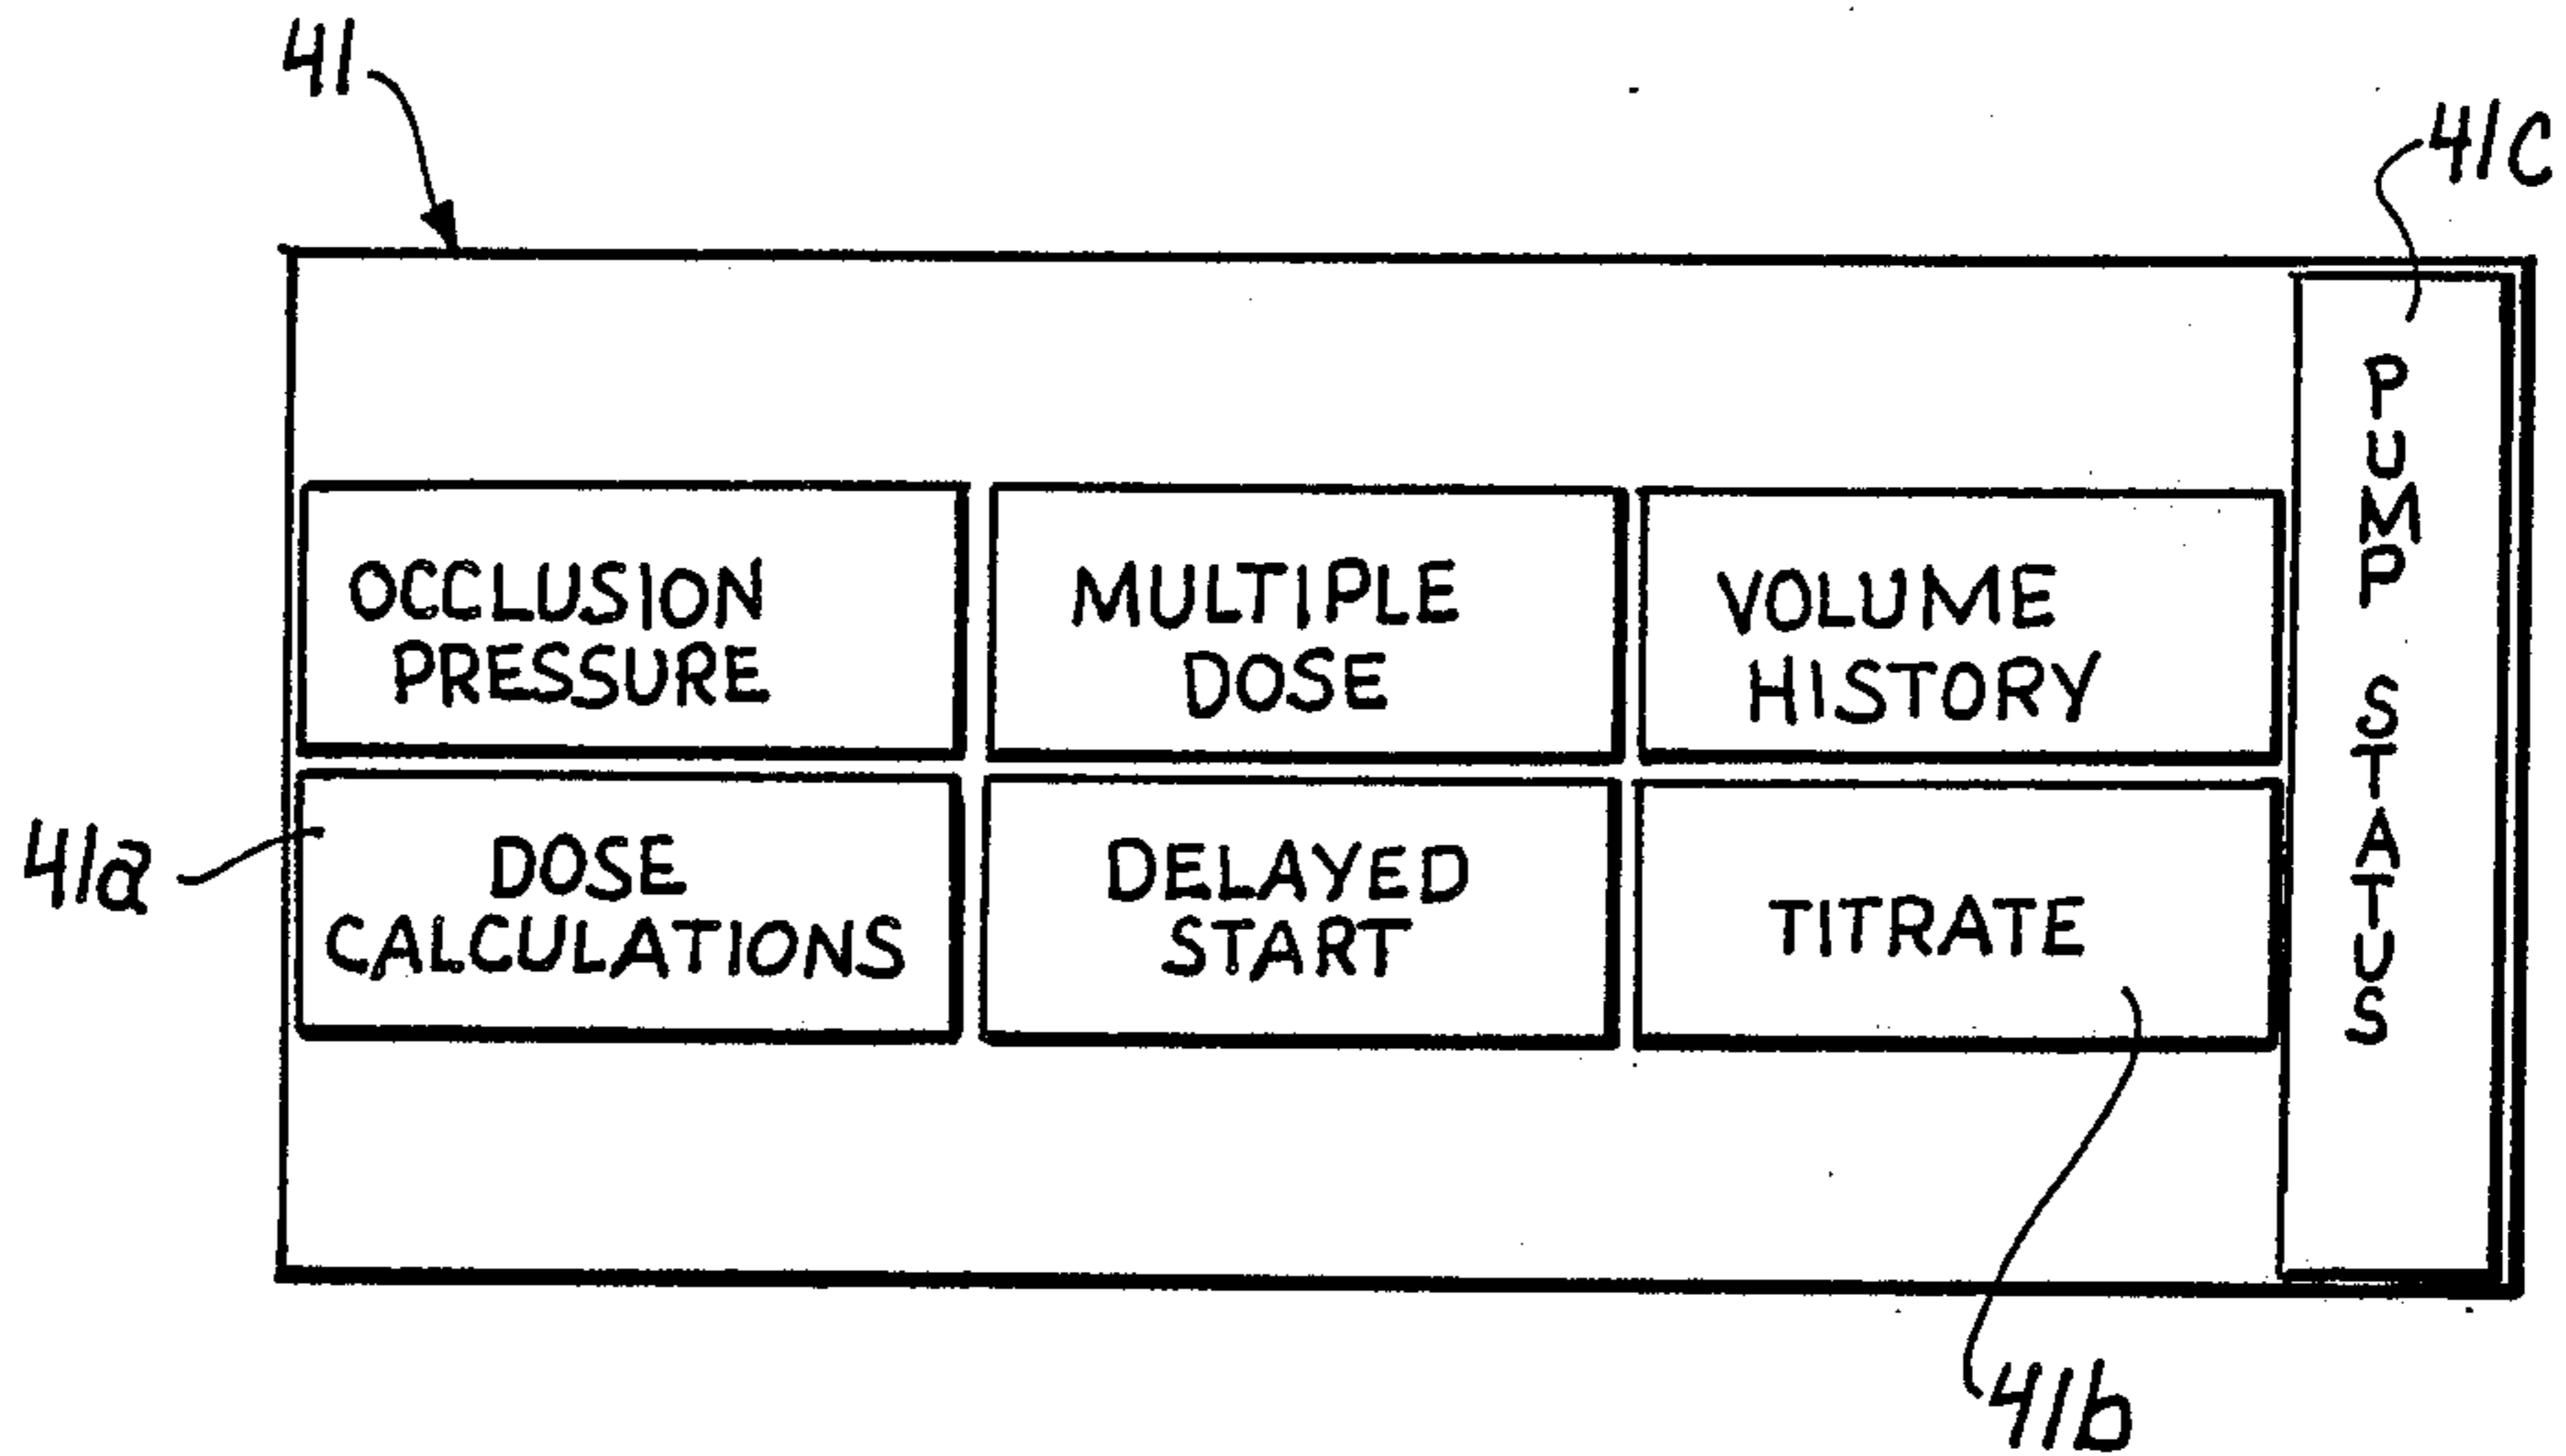 41
41c
OCCLUSION
PRESSURE
MULTIPLE
DOSE
VOLUME
HISTORY
PUMP STATUS
41a
DOSE
CALCULATIONS
DELAYED
START
TITRATE
41b